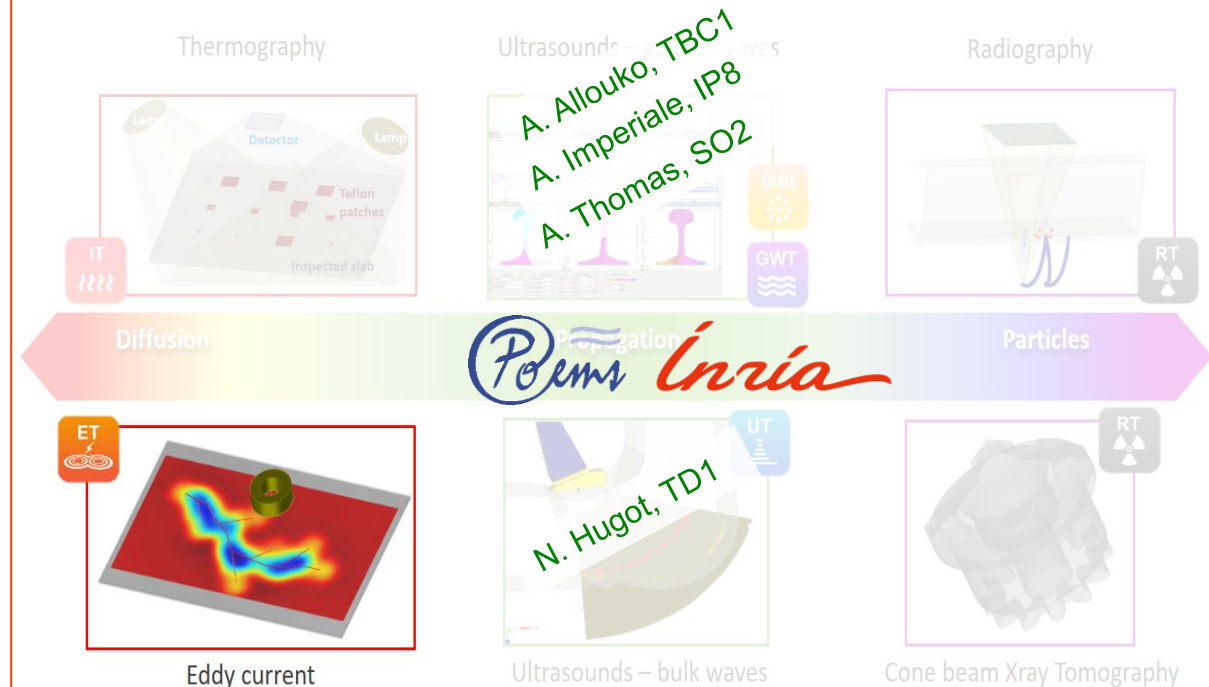 Thermography
Ultrasounds – g waves
Radiography
A. Allouko, TBC1
A. Imperiale, IP8
A. Thomas, SO2
Lamp
Detector
Lamp
Teflon
patches
Inspected slab
IT
SHM
GWT
RT
Diffusion
Propagation
Particles
Poems Inria
ET
UT
RT
N. Hugot, TD1
Eddy current
Ultrasounds – bulk waves
Cone beam Xray Tomography